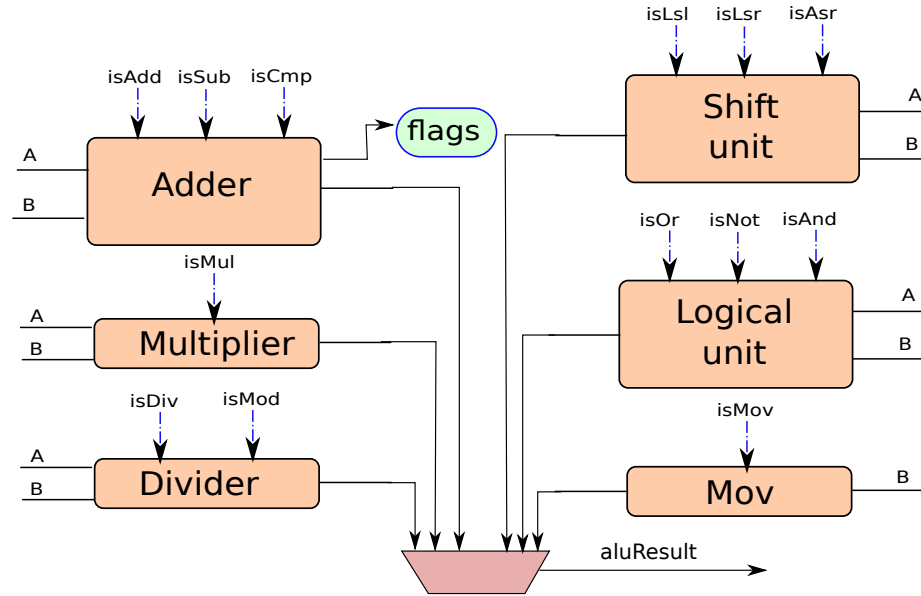 isAdd
isSub
isCmp
A
B
Adder
flags
isMul
A
B
Multiplier
isDiv
isMod
A
B
Divider
isLsl
isLsr
isAsr
Shift
unit
A
B
isOr
isNot
isAnd
Logical
unit
A
B
isMov
Mov
B
aluResult